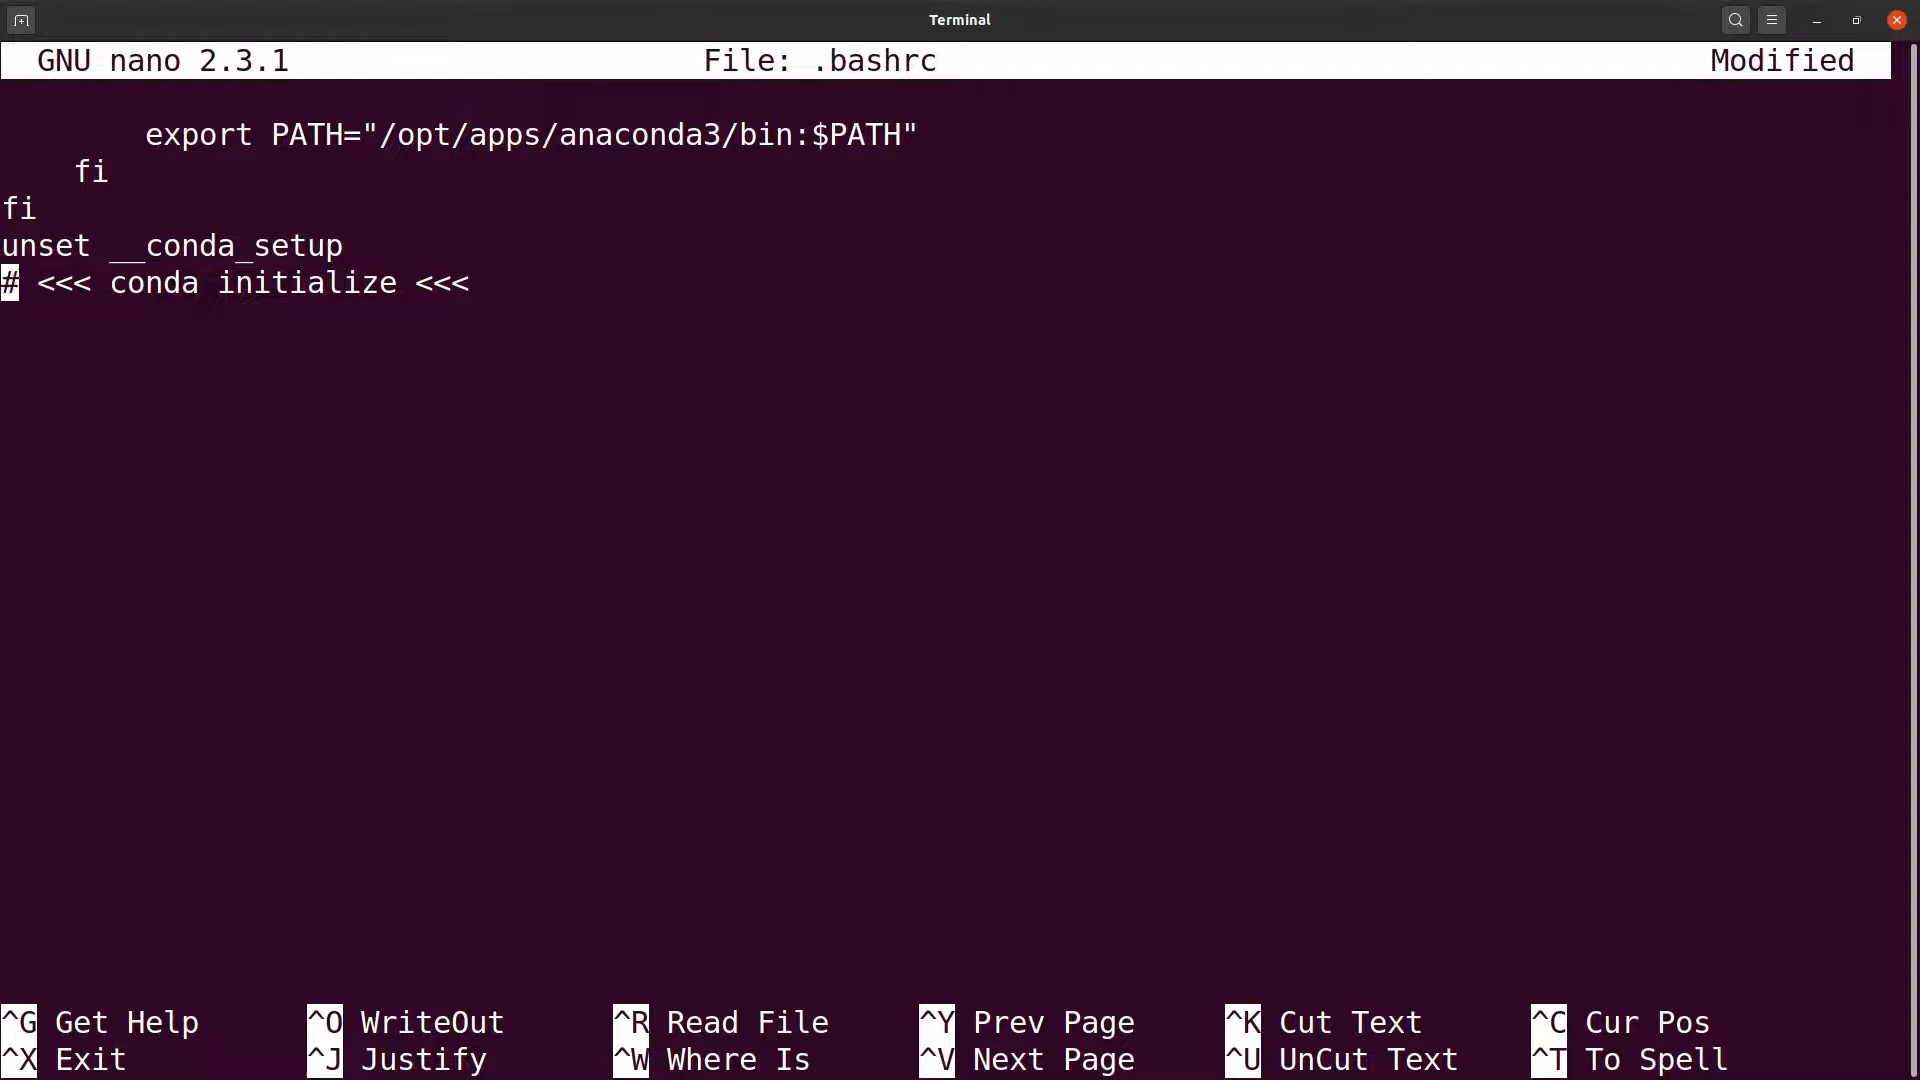 Terminal
GNU nano 2.3.1 File: .bashrc Modified
export PATH="/opt/apps/anaconda3/bin:$PATH"
fi
fi
unset __conda_setup
# <<< conda initialize <<<
^G Get Help ^O WriteOut ^R Read File ^Y Prev Page ^K Cut Text ^C Cur Pos
^X Exit ^J Justify ^W Where Is ^V Next Page ^U UnCut Text ^T To Spell